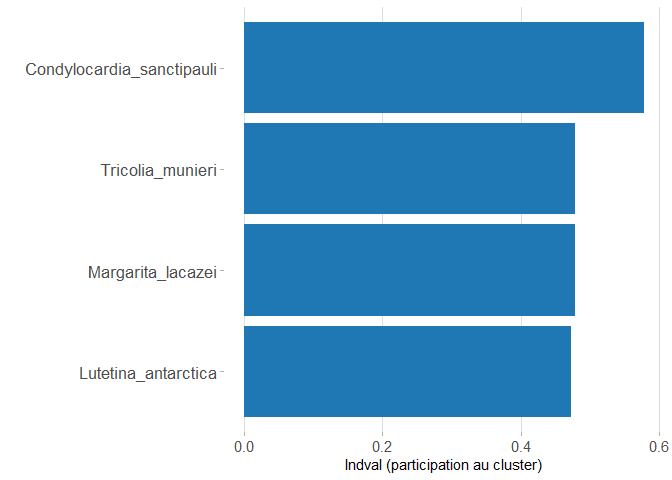 Condylocardia_sanctipauli
Tricolia_munieri
Margarita_lacazei
Lutetina_antarctica
0.0 0.2 0.4 0.6
Indval (participation au cluster)